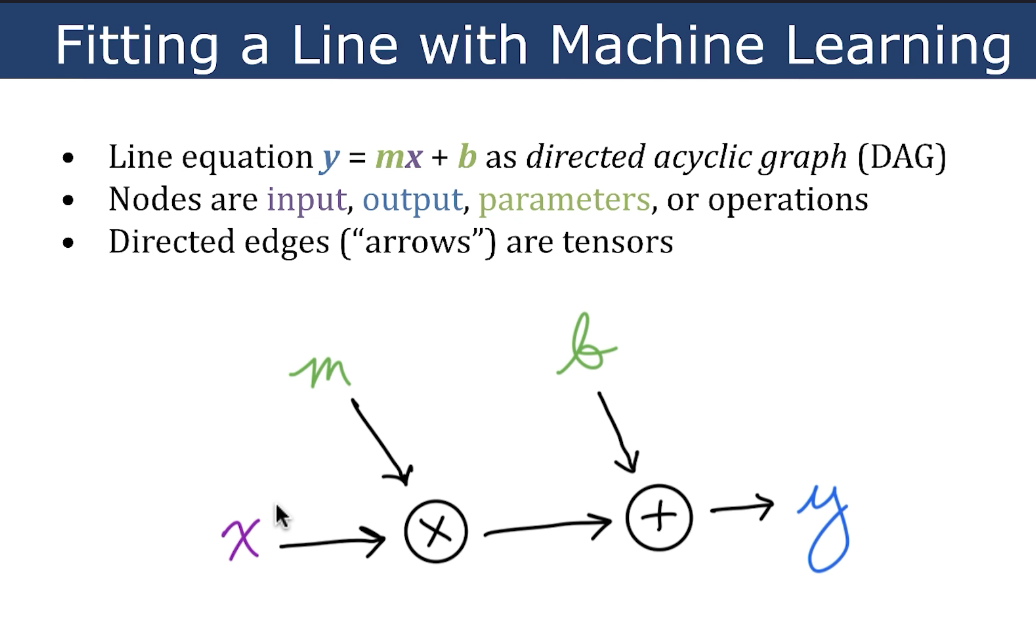 Fitting a Line with Machine Learning
• Line equation y = mx + b as directed acyclic graph (DAG)
• Nodes are input, output, parameters, or operations
• Directed edges (“arrows”) are tensors
m b
x × + y